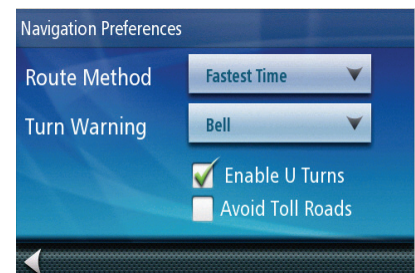 Navigation Preferences
Route Method Fastest Time
Turn Warning Bell
Enable U Turns
Avoid Toll Roads